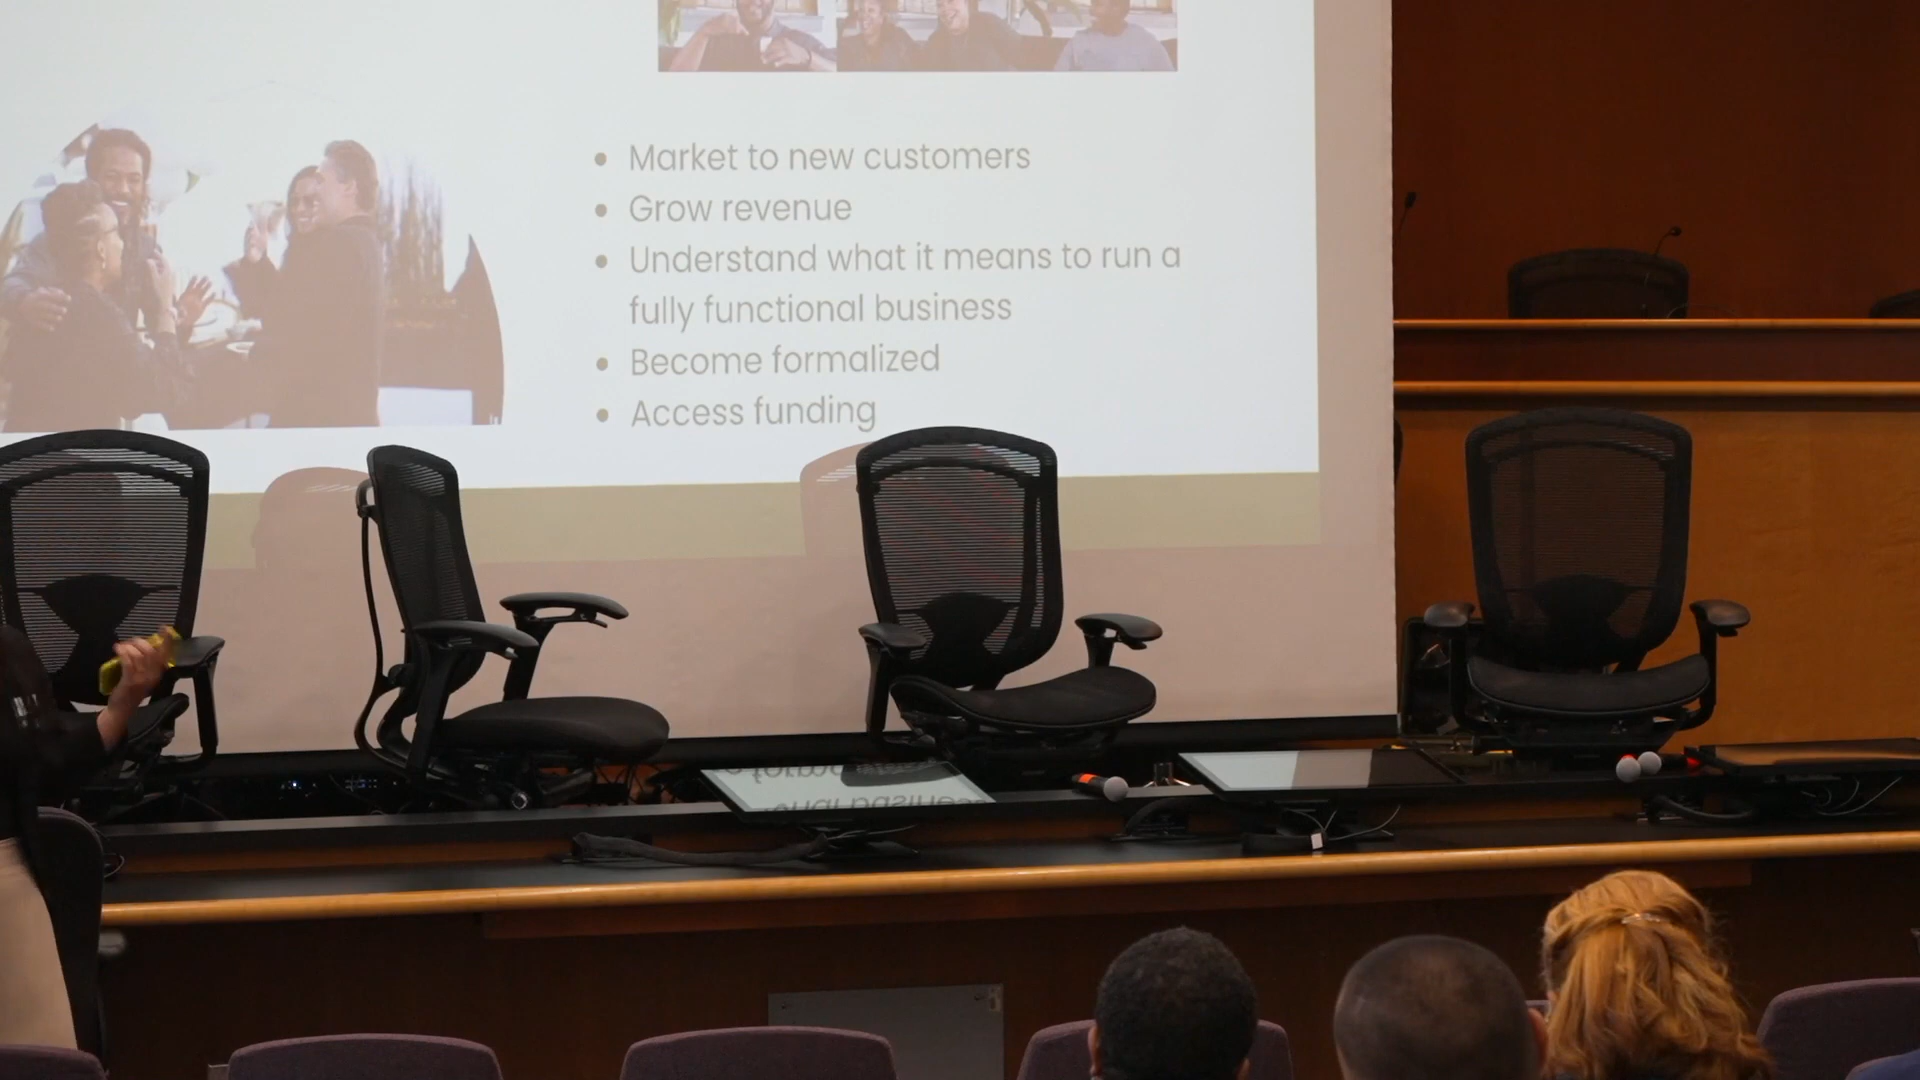 • Market to new customers
• Grow revenue
• Understand what it means to run a
fully functional business
• Become formalized
• Access funding